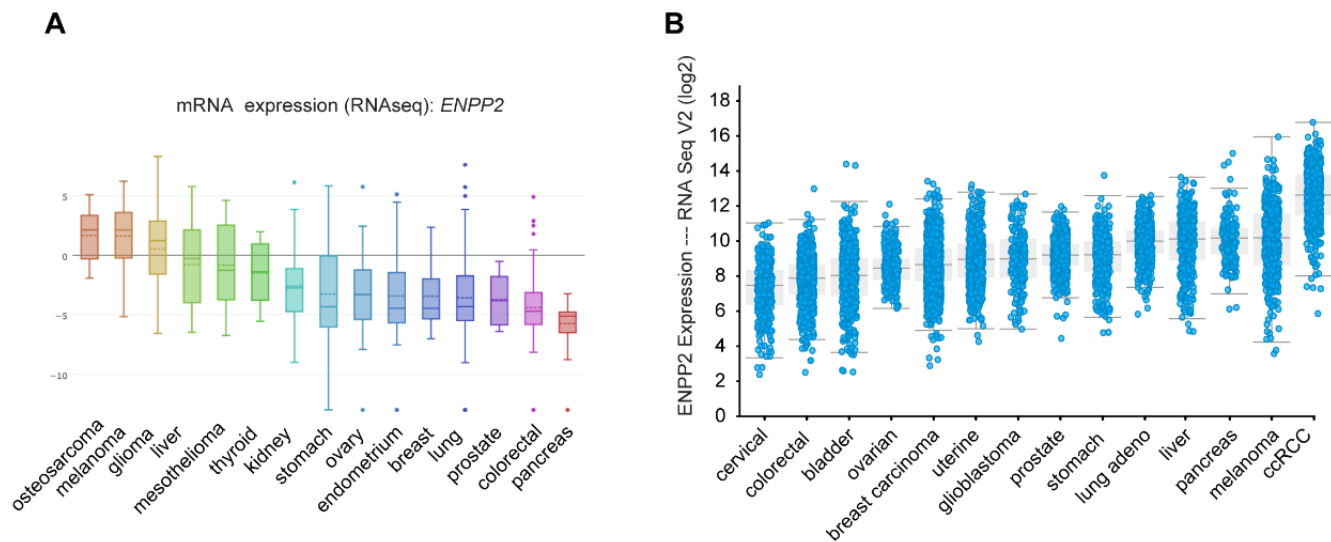 A
mRNA expression (RNAseq): ENPP2
5
0
−5
−10
osteosarcoma
melanoma
glioma
liver
mesothelioma
thyroid
kidney
stomach
ovary
endometrium
breast
lung
prostate
colorectal
pancreas
B
ENPP2 Expression --- RNA Seq V2 (log2)
18
16
14
12
10
8
6
4
2
0
cervical
colorectal
bladder
ovarian
breast carcinoma
uterine
glioblastoma
prostate
stomach
lung adeno
liver
pancreas
melanoma
ccRCC